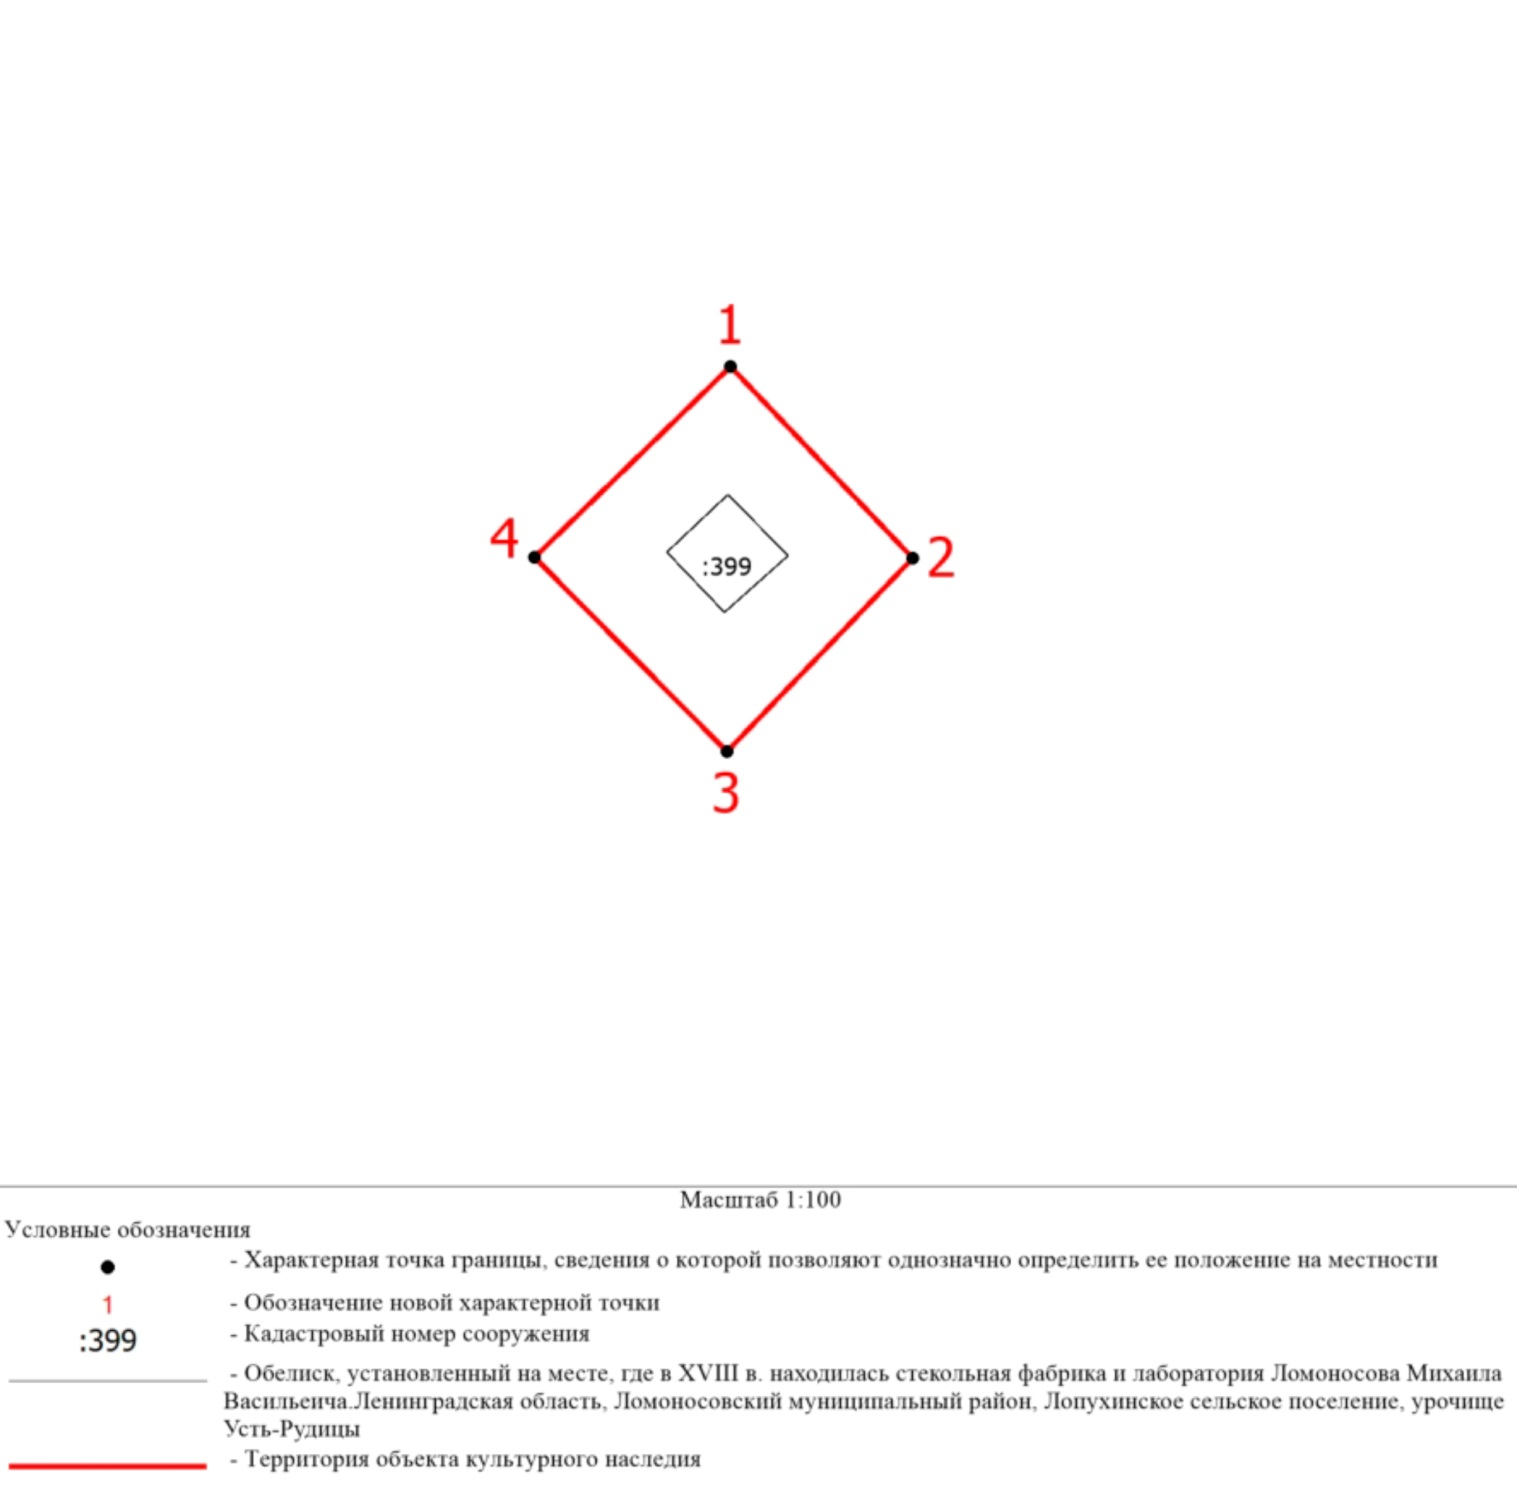 1
4
2
:399
3
Масштаб 1:100
Условные обозначения
- Характерная точка границы, сведения о которой позволяют однозначно определить ее положение на местности
1 - Обозначение новой характерной точки
:399 - Кадастровый номер сооружения
- Обелиск, установленный на месте, где в XVIII в. находилась стекольная фабрика и лаборатория Ломоносова Михаила
Васильеича.Ленинградская область, Ломоносовский муниципальный район, Лопухинское сельское поселение, урочище
Усть-Рудицы
- Территория объекта культурного наследия